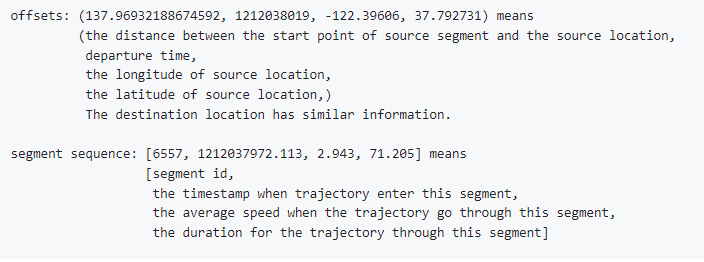 offsets: (137.96932188674592, 1212038019, -122.39606, 37.792731) means
(the distance between the start point of source segment and the source location,
departure time,
the longitude of source location,
the latitude of source location,)
The destination location has similar information.
segment sequence: [6557, 1212037972.113, 2.943, 71.205] means
[segment id,
the timestamp when trajectory enter this segment,
the average speed when the trajectory go through this segment,
the duration for the trajectory through this segment]